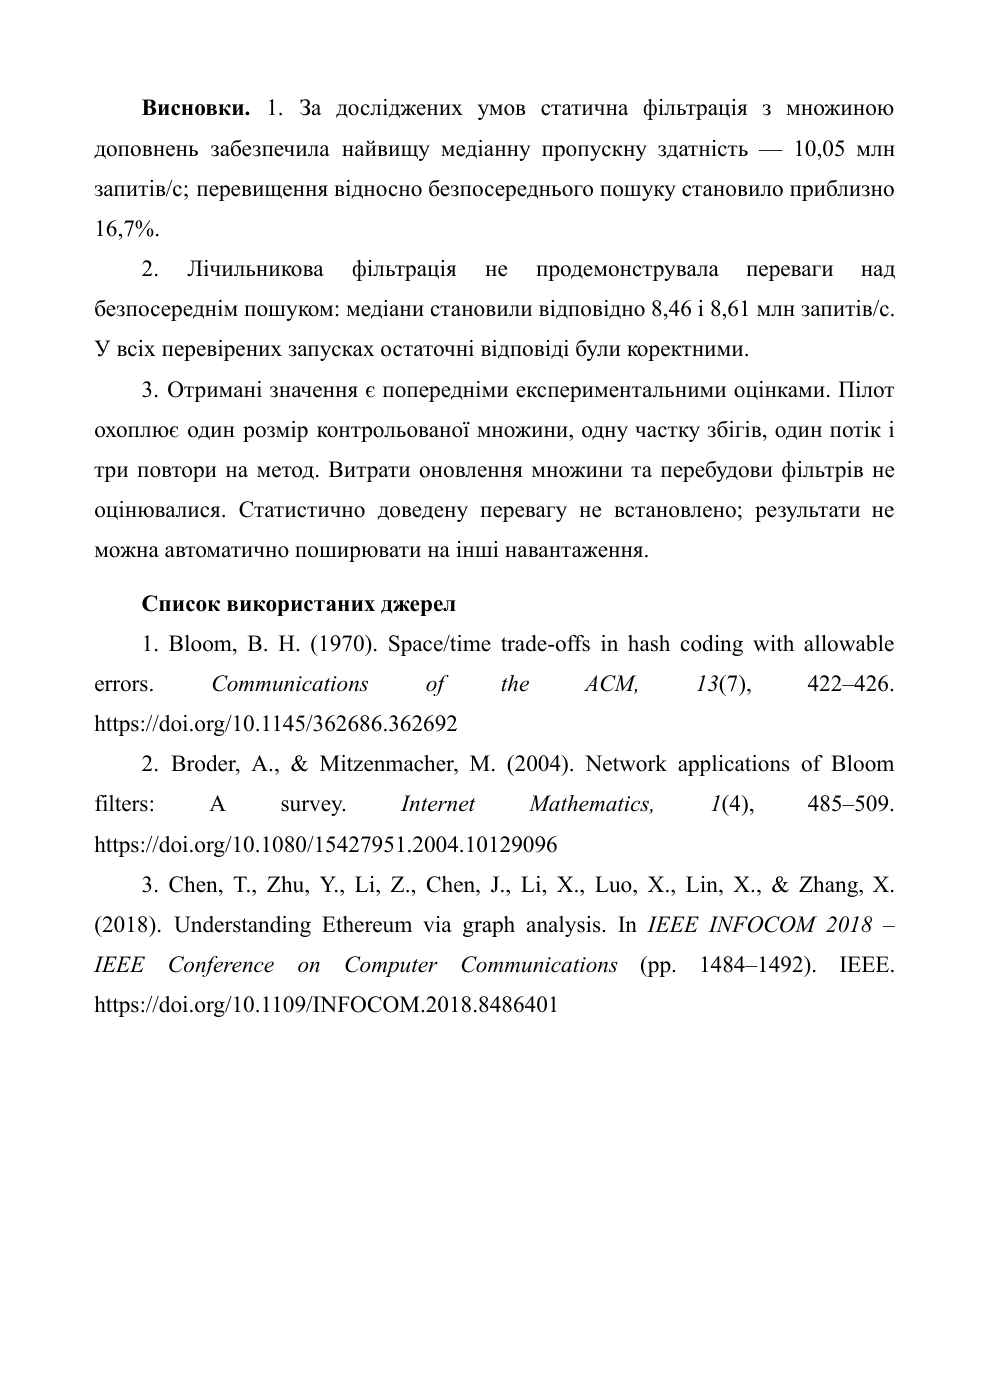 Висновки. 1. За досліджених умов статична фільтрація з множиною
доповнень забезпечила найвищу медіанну пропускну здатність — 10,05 млн
запитів/с; перевищення відносно безпосереднього пошуку становило приблизно
16,7%.
2. Лічильникова фільтрація не продемонструвала переваги над
безпосереднім пошуком: медіани становили відповідно 8,46 і 8,61 млн запитів/с.
У всіх перевірених запусках остаточні відповіді були коректними.
3. Отримані значення є попередніми експериментальними оцінками. Пілот
охоплює один розмір контрольованої множини, одну частку збігів, один потік і
три повтори на метод. Витрати оновлення множини та перебудови фільтрів не
оцінювалися. Статистично доведену перевагу не встановлено; результати не
можна автоматично поширювати на інші навантаження.
Список використаних джерел
1. Bloom, B. H. (1970). Space/time trade-offs in hash coding with allowable
errors. Communications of the ACM, 13(7), 422–426.
https://doi.org/10.1145/362686.362692
2. Broder, A., & Mitzenmacher, M. (2004). Network applications of Bloom
filters: A survey. Internet Mathematics, 1(4), 485–509.
https://doi.org/10.1080/15427951.2004.10129096
3. Chen, T., Zhu, Y., Li, Z., Chen, J., Li, X., Luo, X., Lin, X., & Zhang, X.
(2018). Understanding Ethereum via graph analysis. In IEEE INFOCOM 2018 –
IEEE Conference on Computer Communications (pp. 1484–1492). IEEE.
https://doi.org/10.1109/INFOCOM.2018.8486401